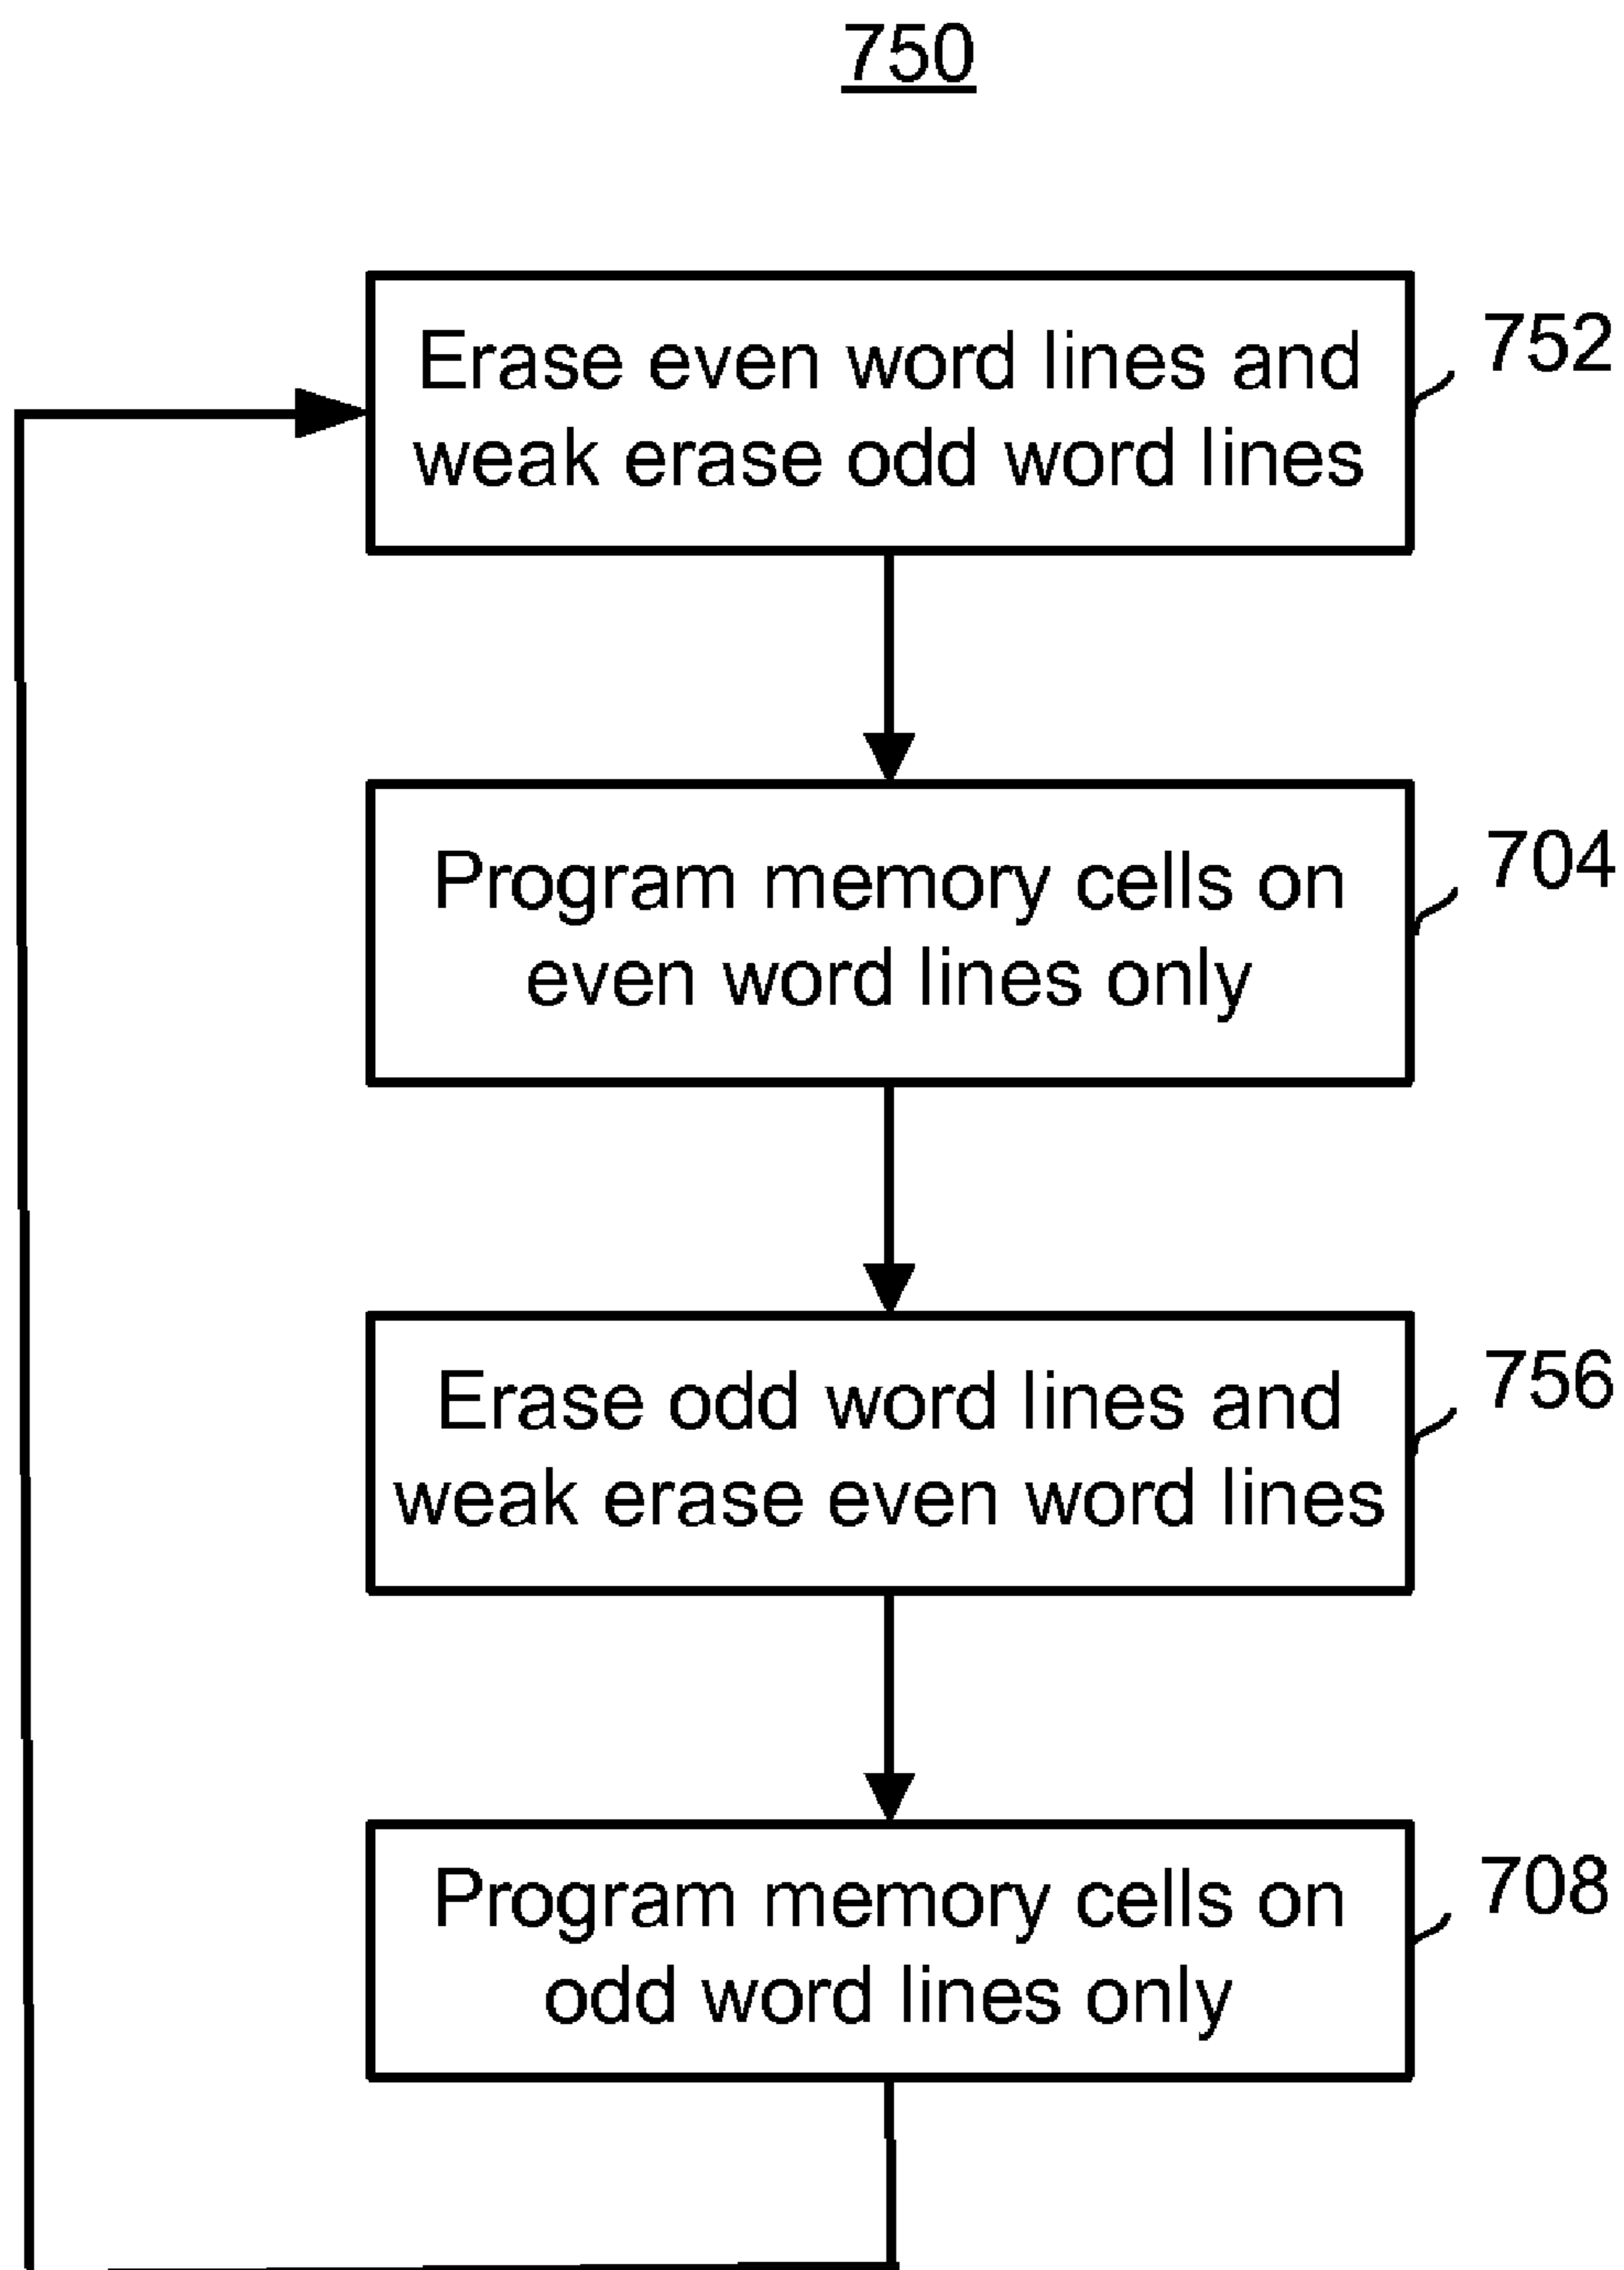 750
Erase even word lines and
weak erase odd word lines
752
Program memory cells on
even word lines only
704
Erase odd word lines and
weak erase even word lines
756
Program memory cells on
odd word lines only
708